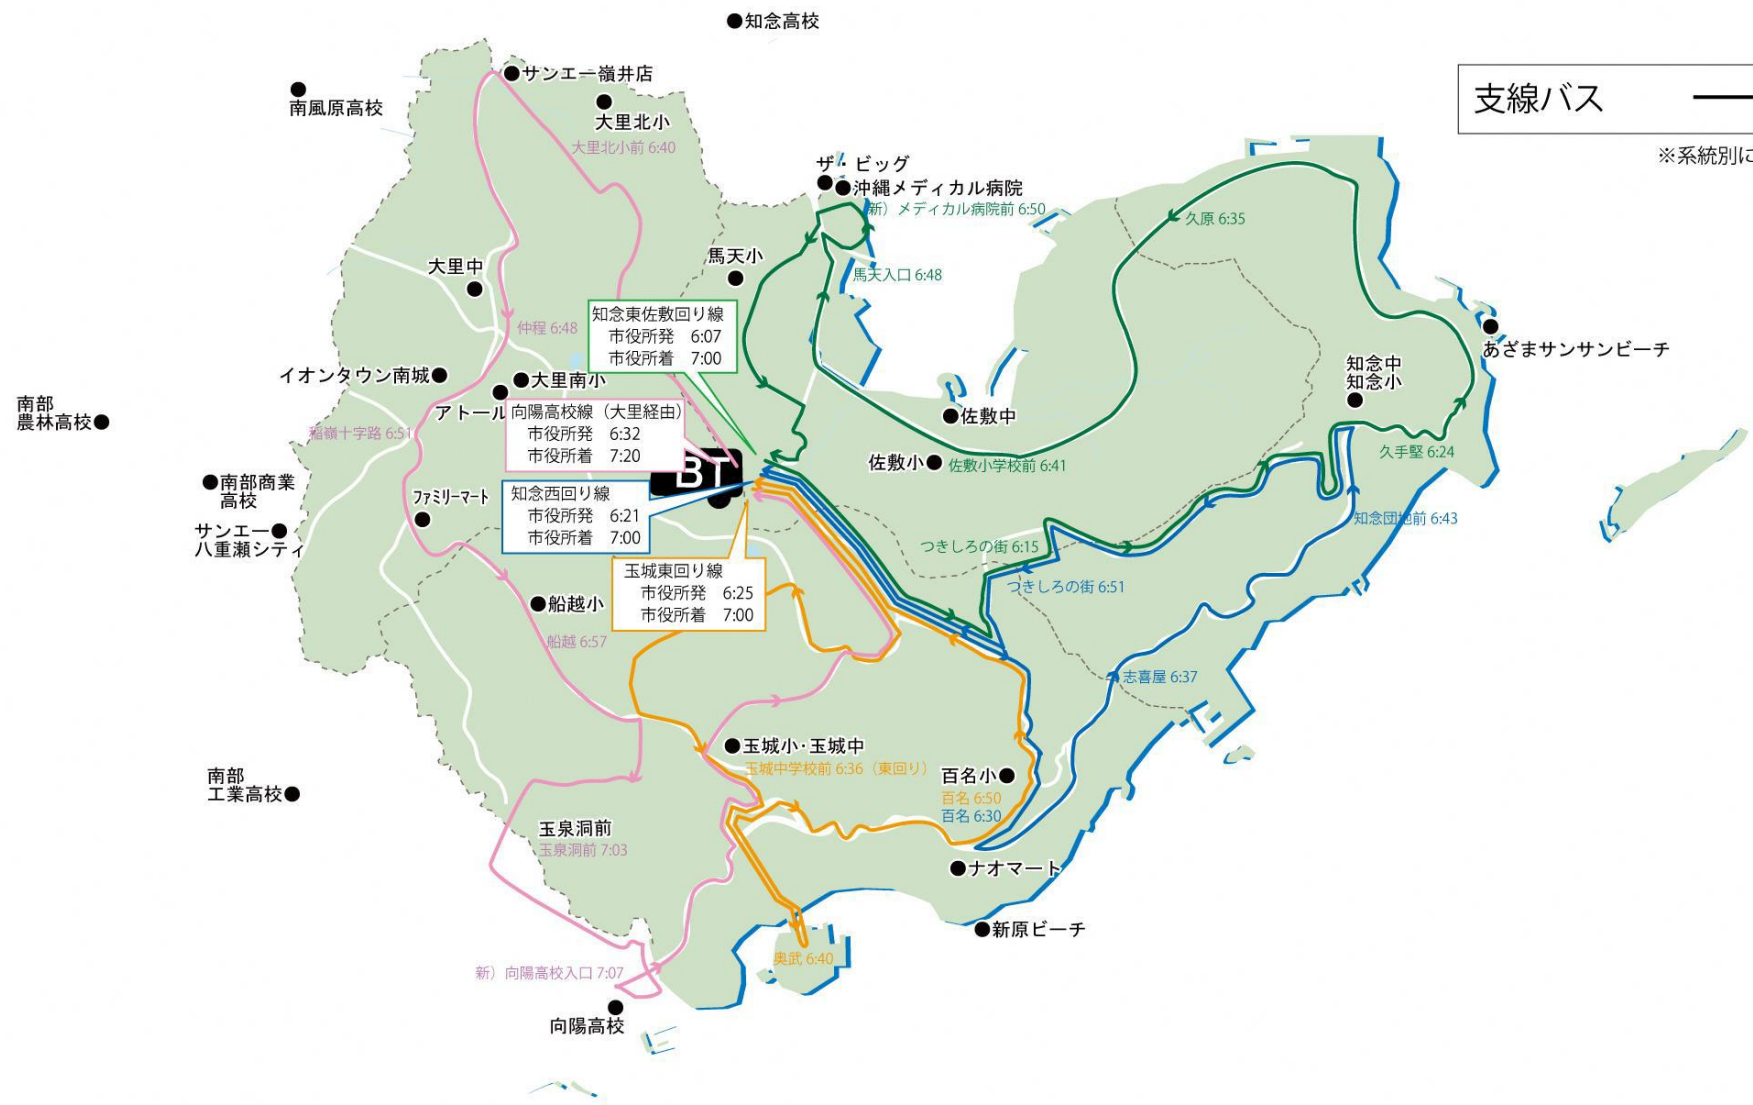 知念高校
支線バス
※系統別に
サンエー嶺井店
南風原高校
大里北小
大里北小前 6:40
ザ・ビッグ
沖縄メディカル病院
新）メディカル病院前 6:50
久原 6:35
馬天小
馬天入口 6:48
大里中
仲程 6:48
知念東佐敷回り線
市役所発 6:07
市役所着 7:00
あざまサンサンビーチ
知念中
知念小
イオンタウン南城
大里南小
アトール
南部
農林高校
稲嶺十字路 6:51
向陽高校線（大里経由）
市役所発 6:32
市役所着 7:20
佐敷中
佐敷小
佐敷小学校前 6:41
久手堅 6:24
BT
南部商業
高校
ファミリーマート
知念西回り線
市役所発 6:21
市役所着 7:00
知念団地前 6:43
サンエー
八重瀬シティ
つきしろの街 6:15
つきしろの街 6:51
玉城東回り線
市役所発 6:25
市役所着 7:00
船越小
船越 6:57
志喜屋 6:37
玉城小・玉城中
玉城中学校前 6:36（東回り）
百名小
百名 6:50
百名 6:30
南部
工業高校
玉泉洞前
玉泉洞前 7:03
ナオマート
新原ビーチ
奥武 6:40
新）向陽高校入口 7:07
向陽高校